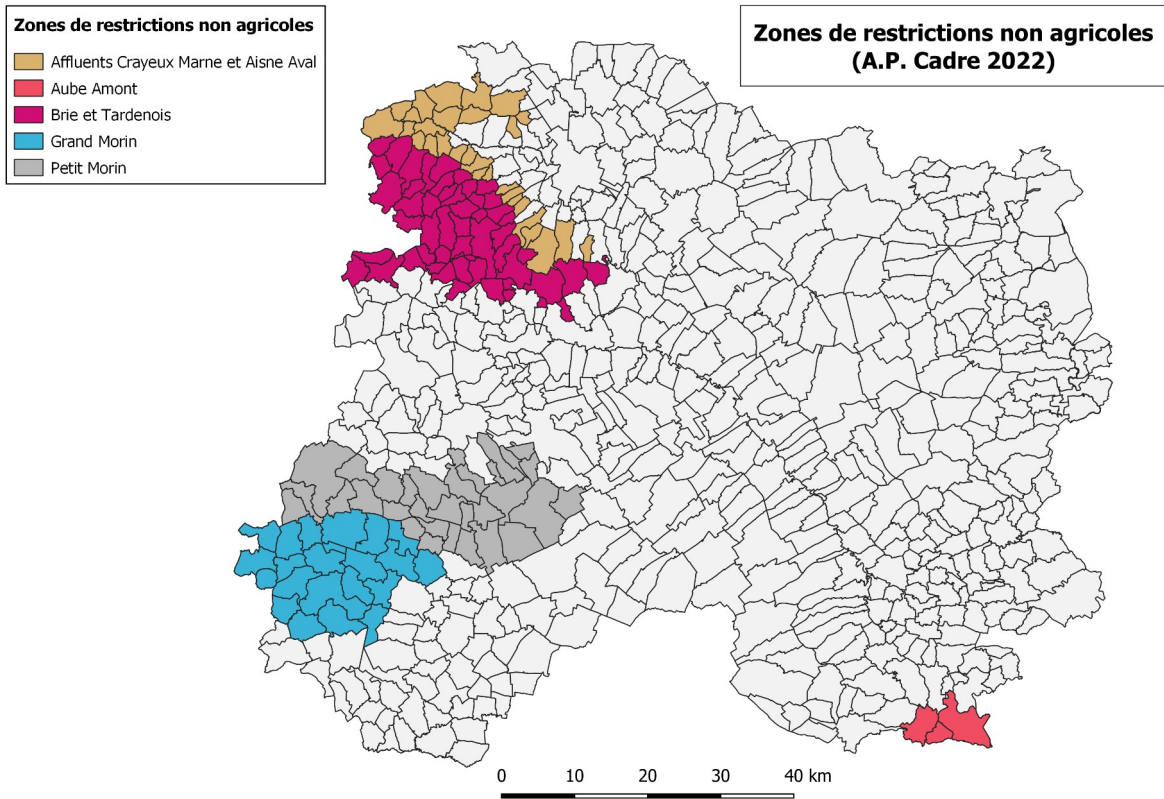 Zones de restrictions non agricoles
Affluents Crayeux Marne et Aisne Aval
Aube Amont
Brie et Tardenois
Grand Morin
Petit Morin
Zones de restrictions non agricoles
(A.P. Cadre 2022)
0 10 20 30 40 km